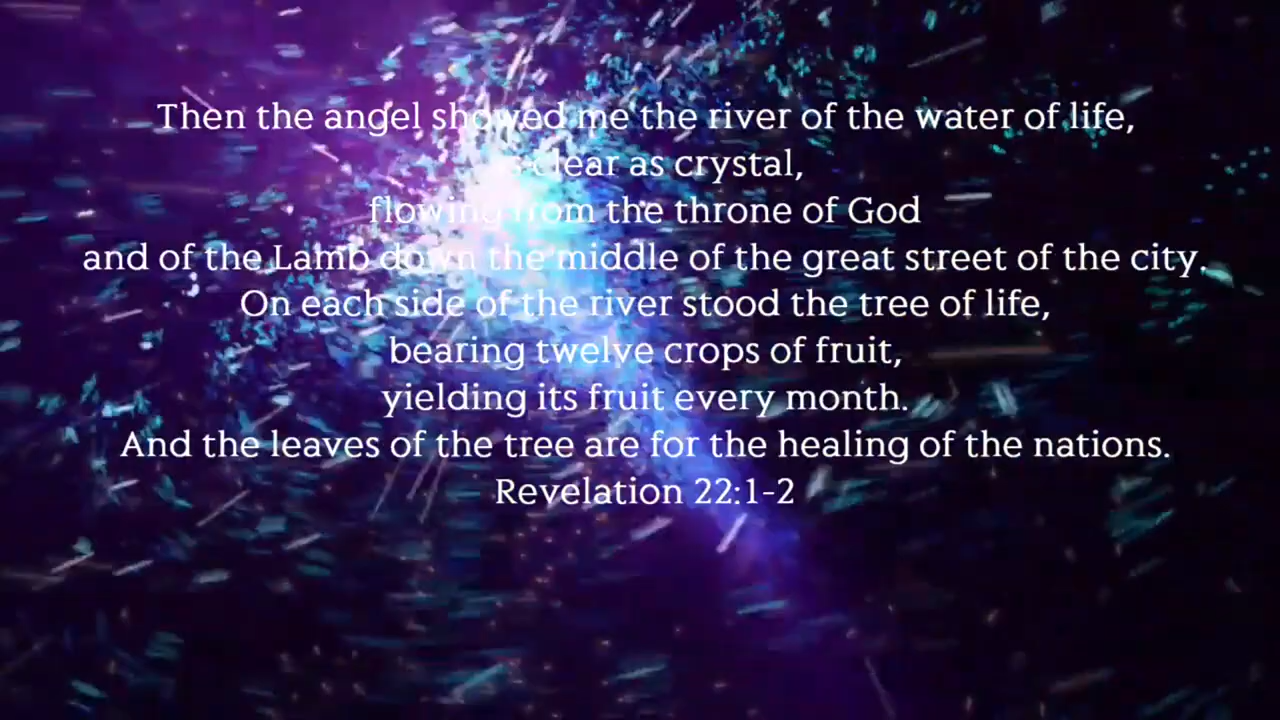 Then the angel showed me the river of the water of life,
as clear as crystal,
flowing from the throne of God
and of the Lamb down the middle of the great street of the city.
On each side of the river stood the tree of life,
bearing twelve crops of fruit,
yielding its fruit every month.
And the leaves of the tree are for the healing of the nations.
Revelation 22:1-2